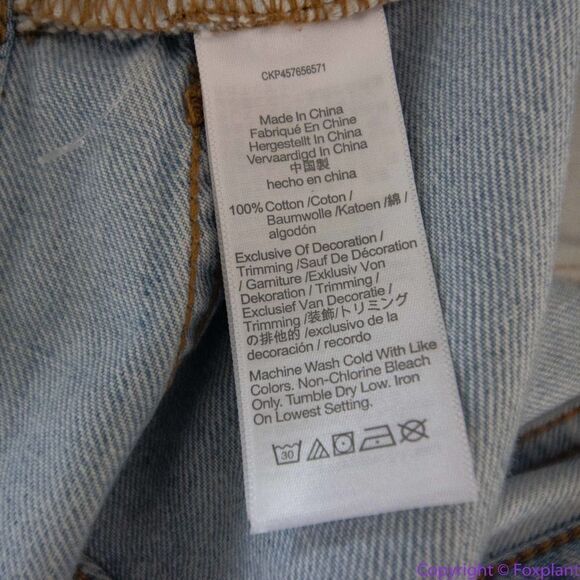 CKP457656571
Made In China
Fabriqué En Chine
Hergestellt In China
Vervaardigd In China
中国製
hecho en china
100% Cotton /Coton /
Baumwolle /Katoen /綿/
algodón
Exclusive Of Decoration /
Trimming /Sauf De Décoration
/ Garniture /Exklusiv Von
Dekoration / Trimming /
Exclusief Van Decoratie /
Trimming /装飾/トリミング
の排他的 /exclusivo de la
decoración / recordo
Machine Wash Cold With Like
Colors. Non-Chlorine Bleach
Only. Tumble Dry Low. Iron
On Lowest Setting.
30
Copyright © Foxplant